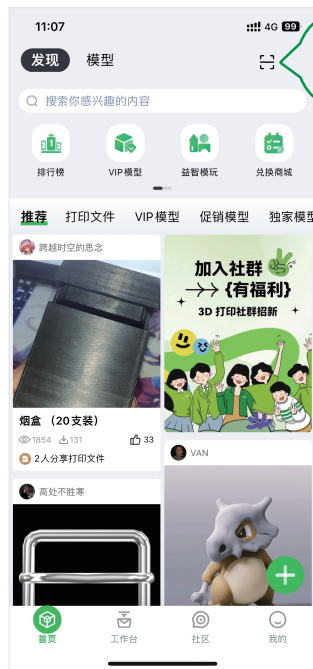 11:07
4G 99
发现 模型
搜索你感兴趣的内容
排行榜 VIP模型 益智模玩 兑换商城
推荐 打印文件 VIP模型 促销模型 独家模型
跨越时空的思念
加入社群
{有福利}
3D 打印社群招新
烟盒 （20支装）
1854 131 33
2人分享打印文件
VAN
高处不胜寒
首页 工作台 社区 我的